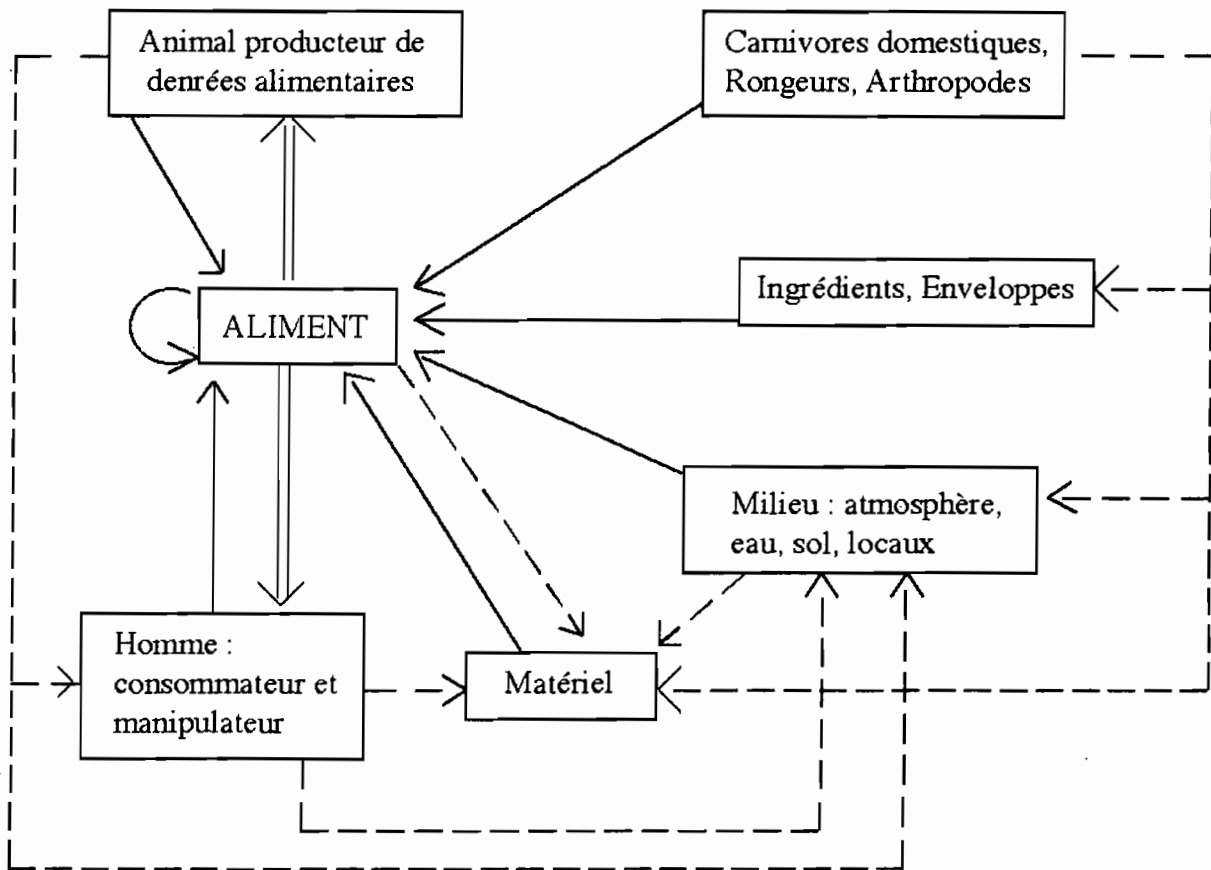 Animal producteur de
denrées alimentaires
Carnivores domestiques,
Rongeurs, Arthropodes
ALIMENT
Ingrédients, Enveloppes
Milieu : atmosphère,
eau, sol, locaux
Homme :
consommateur et
manipulateur
Matériel